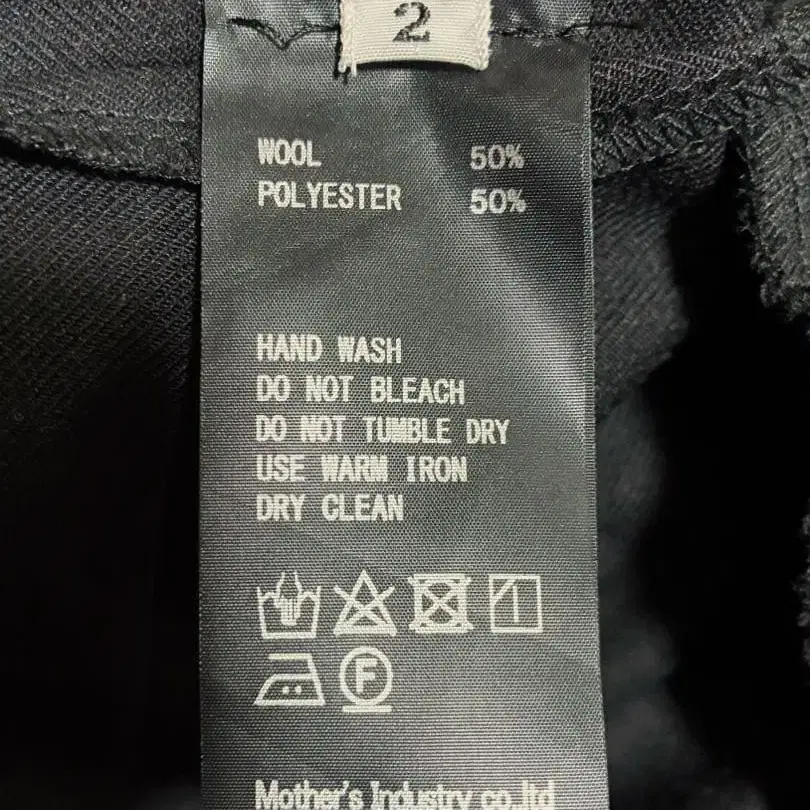 2
WOOL 50%
POLYESTER 50%
HAND WASH
DO NOT BLEACH
DO NOT TUMBLE DRY
USE WARM IRON
DRY CLEAN
F
Mother's Industry co.,ltd